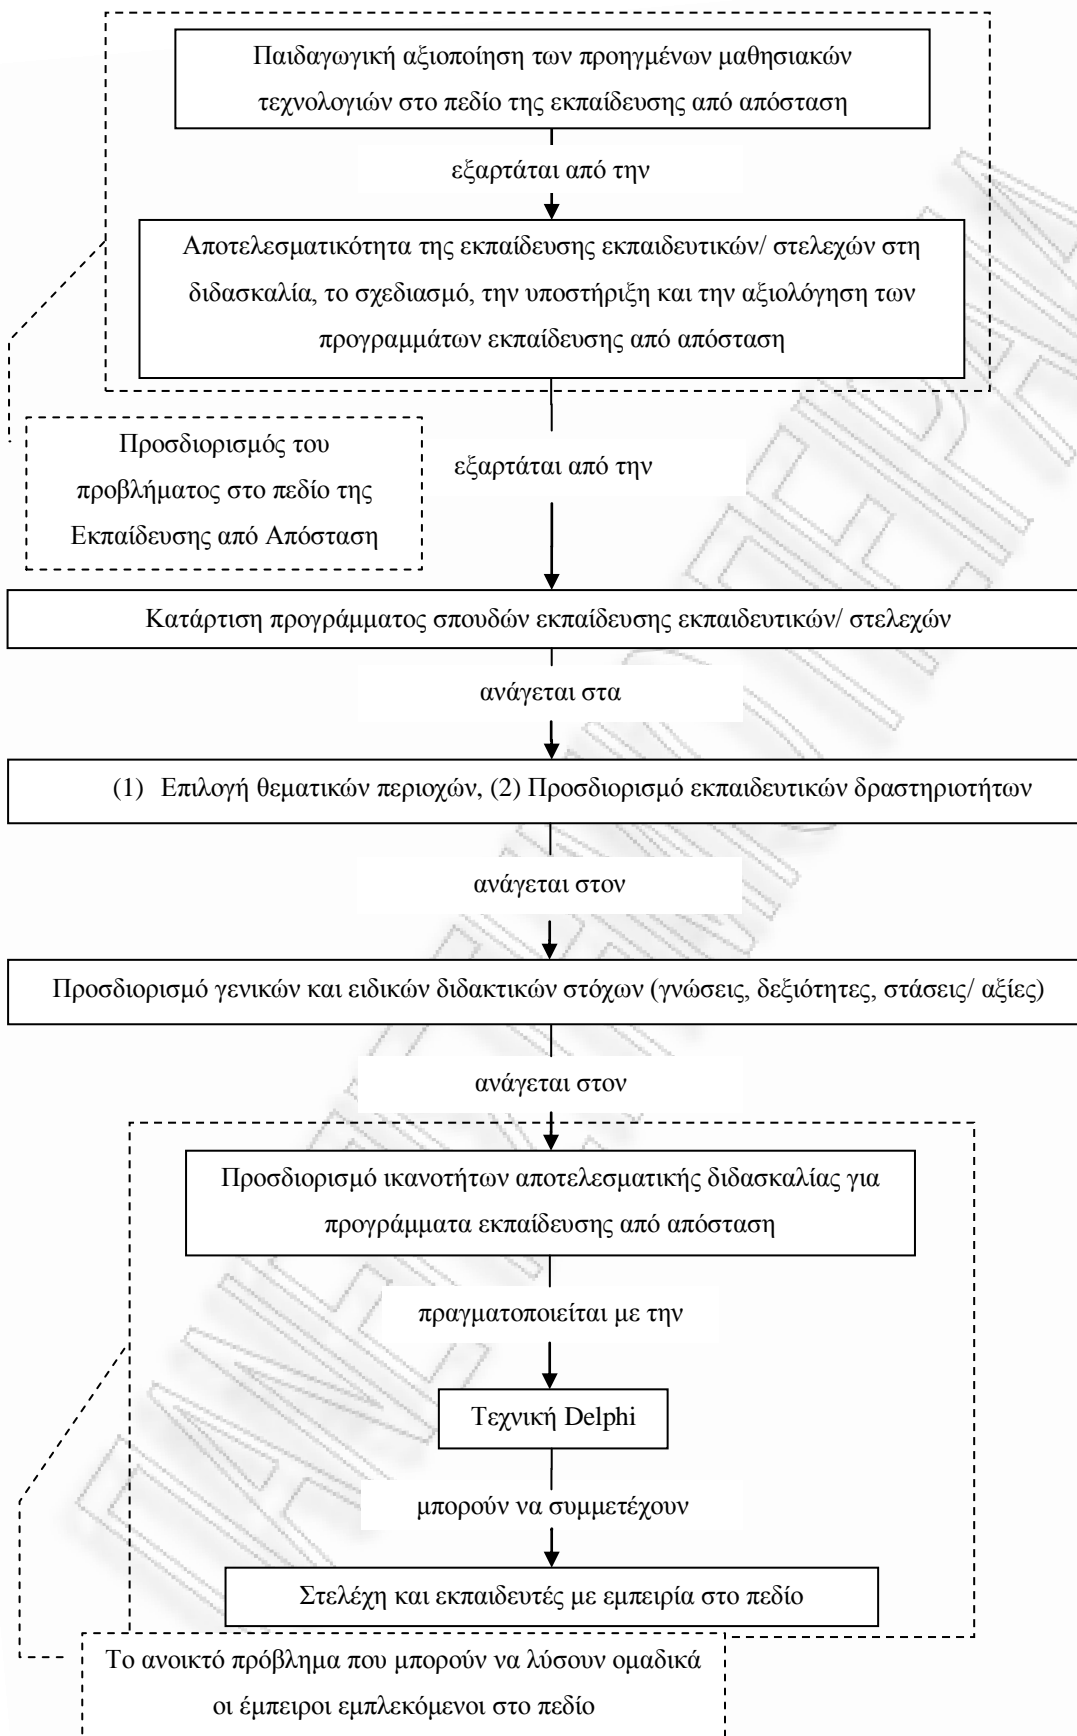 Παιδαγωγική αξιοποίηση των προηγμένων μαθησιακών
τεχνολογιών στο πεδίο της εκπαίδευσης από απόσταση
εξαρτάται από την
Αποτελεσματικότητα της εκπαίδευσης εκπαιδευτικών/ στελεχών στη
διδασκαλία, το σχεδιασμό, την υποστήριξη και την αξιολόγηση των
προγραμμάτων εκπαίδευσης από απόσταση
Προσδιορισμός του
προβλήματος στο πεδίο της
Εκπαίδευσης από Απόσταση
εξαρτάται από την
Κατάρτιση προγράμματος σπουδών εκπαίδευσης εκπαιδευτικών/ στελεχών
ανάγεται στα
(1) Επιλογή θεματικών περιοχών, (2) Προσδιορισμό εκπαιδευτικών δραστηριοτήτων
ανάγεται στον
Προσδιορισμό γενικών και ειδικών διδακτικών στόχων (γνώσεις, δεξιότητες, στάσεις/ αξίες)
ανάγεται στον
Προσδιορισμό ικανοτήτων αποτελεσματικής διδασκαλίας για
προγράμματα εκπαίδευσης από απόσταση
πραγματοποιείται με την
Τεχνική Delphi
μπορούν να συμμετέχουν
Στελέχη και εκπαιδευτές με εμπειρία στο πεδίο
Το ανοικτό πρόβλημα που μπορούν να λύσουν ομαδικά
οι έμπειροι εμπλεκόμενοι στο πεδίο